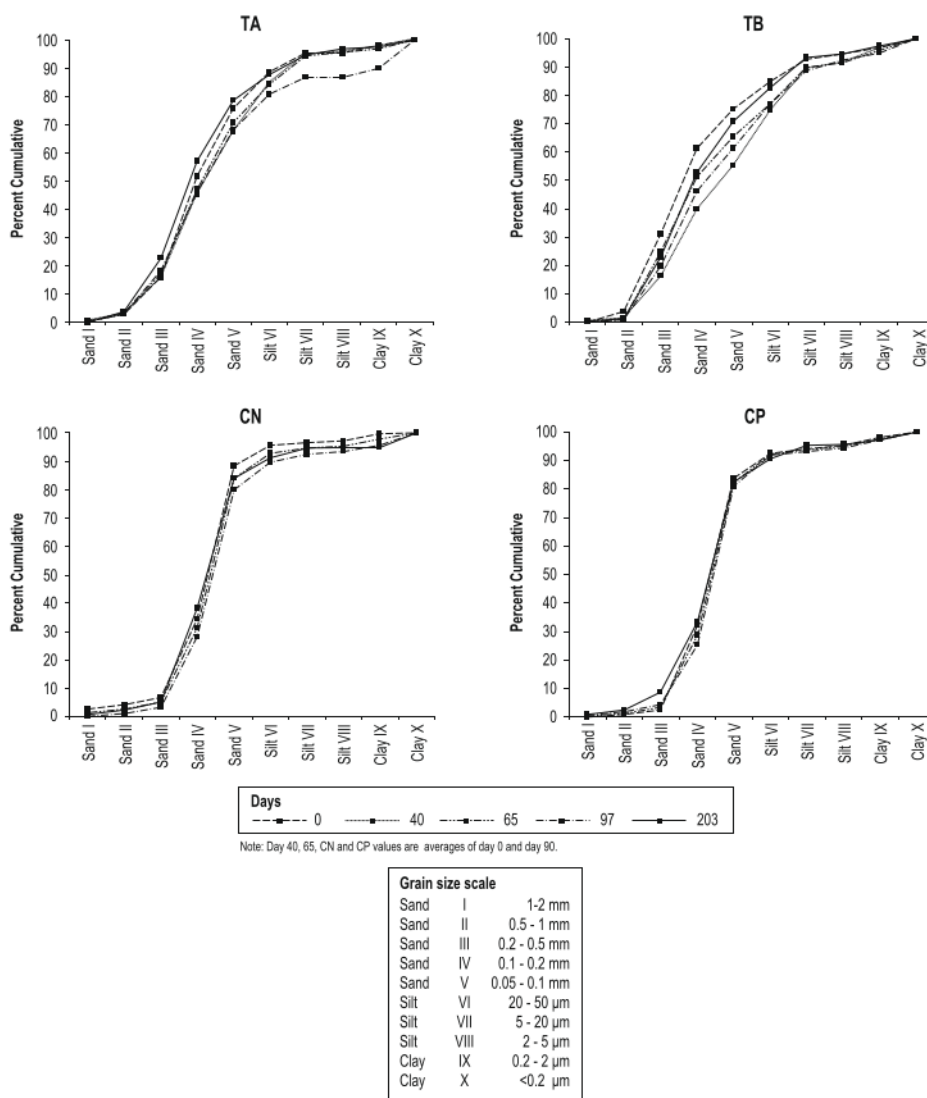 TA
Percent Cumulative
100
90
80
70
60
50
40
30
20
10
0
Sand I
Sand II
Sand III
Sand IV
Sand V
Silt VI
Silt VII
Silt VIII
Clay IX
Clay X
TB
Percent Cumulative
100
90
80
70
60
50
40
30
20
10
0
Sand I
Sand II
Sand III
Sand IV
Sand V
Silt VI
Silt VII
Silt VIII
Clay IX
Clay X
CN
Percent Cumulative
100
90
80
70
60
50
40
30
20
10
0
Sand I
Sand II
Sand III
Sand IV
Sand V
Silt VI
Silt VII
Silt VIII
Clay IX
Clay X
CP
Percent Cumulative
100
90
80
70
60
50
40
30
20
10
0
Sand I
Sand II
Sand III
Sand IV
Sand V
Silt VI
Silt VII
Silt VIII
Clay IX
Clay X
Days
0 40 65 97 203
Note: Day 40, 65, CN and CP values are averages of day 0 and day 90.
Grain size scale
Sand I 1-2 mm
Sand II 0.5 - 1 mm
Sand III 0.2 - 0.5 mm
Sand IV 0.1 - 0.2 mm
Sand V 0.05 - 0.1 mm
Silt VI 20 - 50 µm
Silt VII 5 - 20 µm
Silt VIII 2 - 5 µm
Clay IX 0.2 - 2 µm
Clay X <0.2 µm